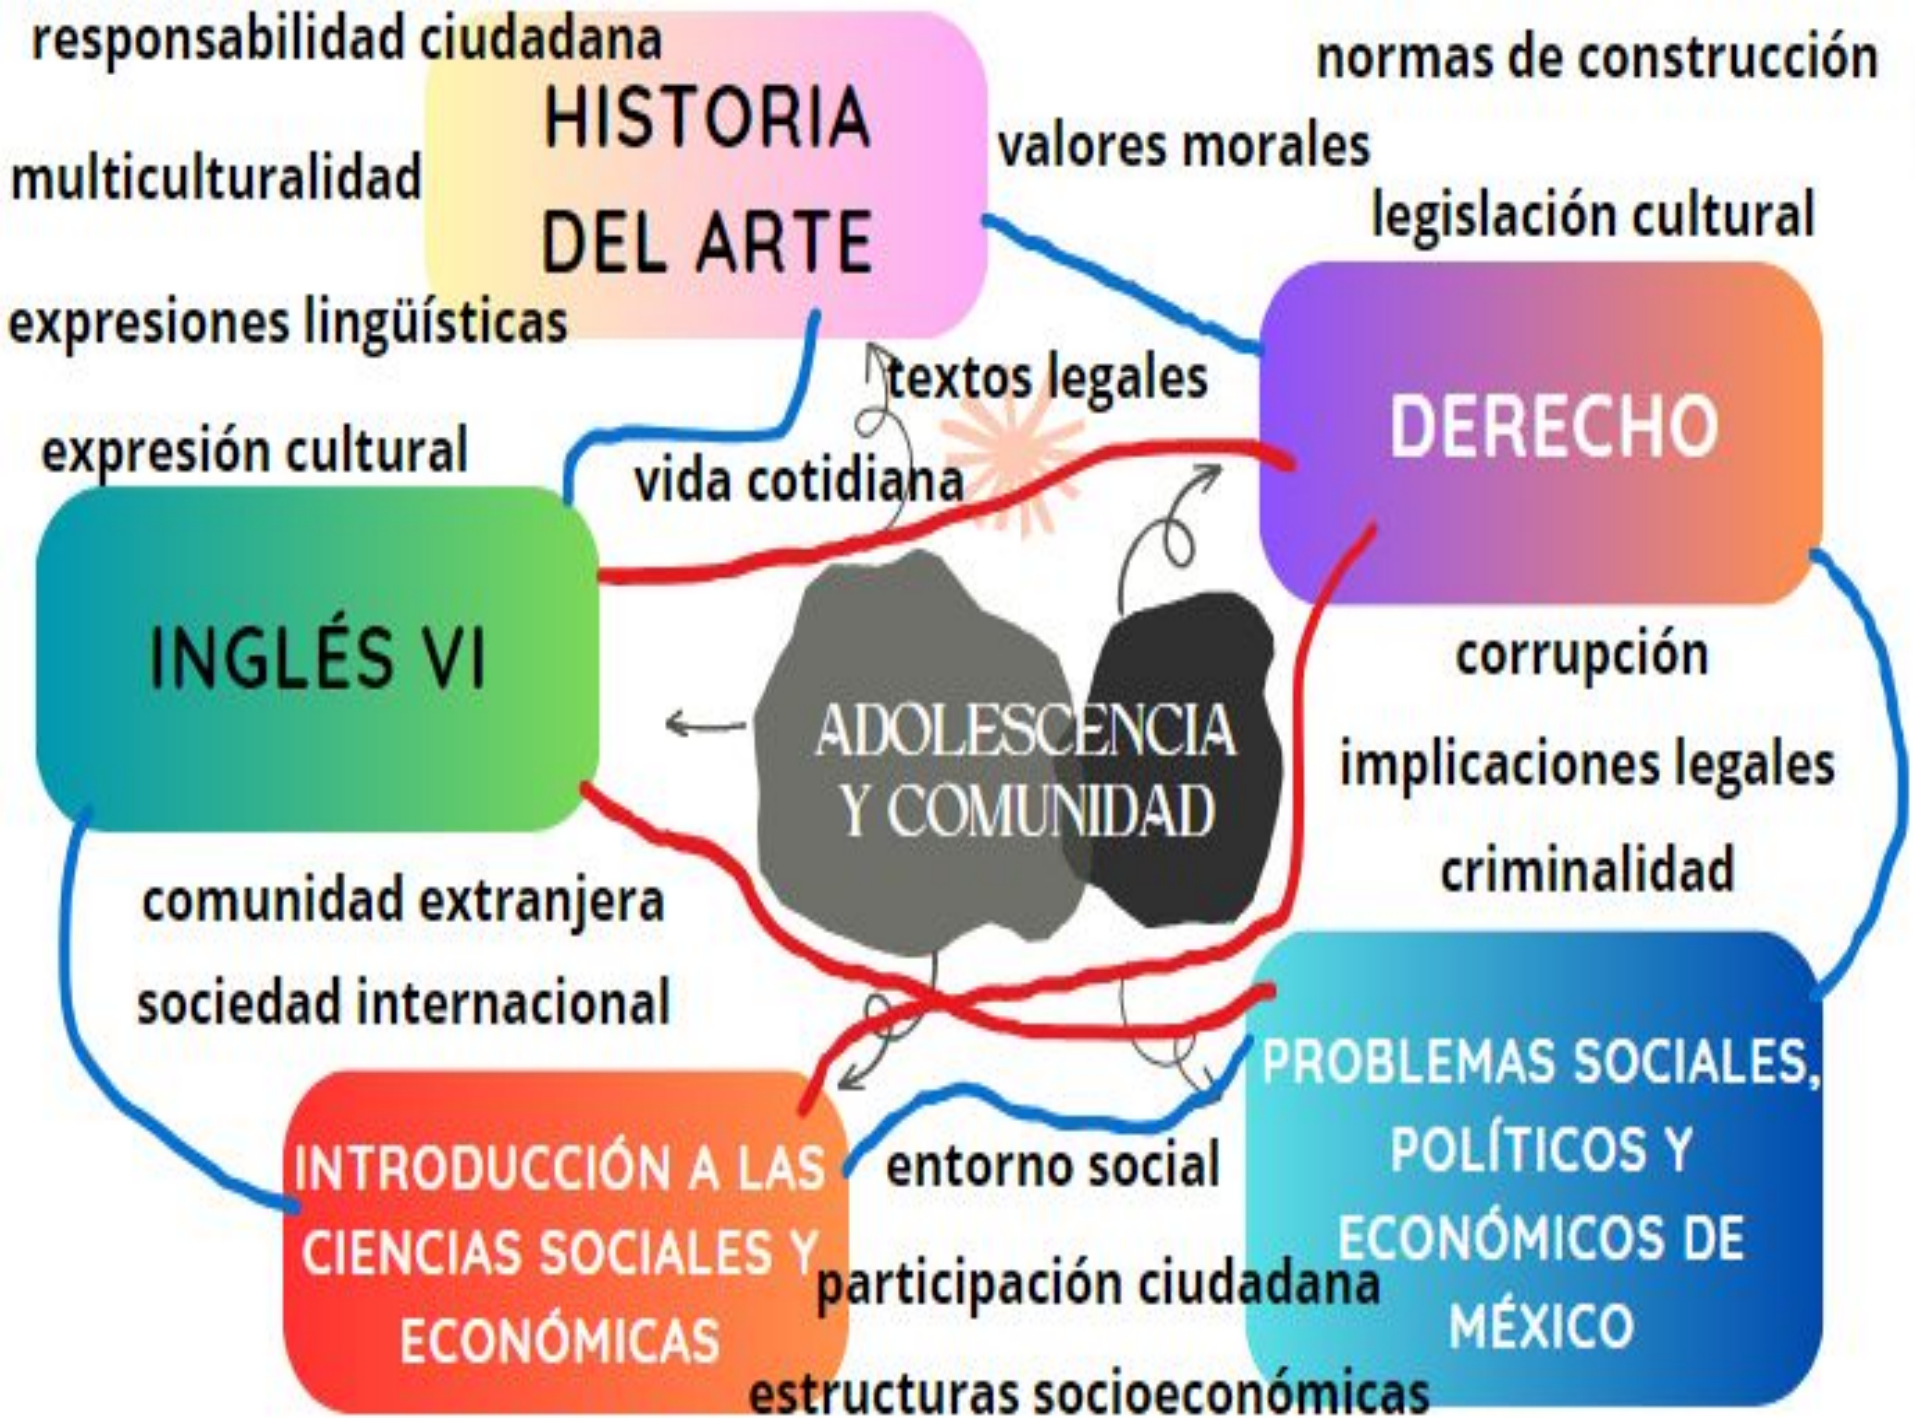 responsabilidad ciudadana
normas de construcción
HISTORIA
DEL ARTE
valores morales
multiculturalidad
legislación cultural
expresiones lingüísticas
textos legales
expresión cultural
vida cotidiana
DERECHO
INGLÉS VI
corrupción
ADOLESCENCIA
Y COMUNIDAD
implicaciones legales
criminalidad
comunidad extranjera
sociedad internacional
PROBLEMAS SOCIALES,
POLÍTICOS Y
ECONÓMICOS DE
MÉXICO
INTRODUCCIÓN A LAS
CIENCIAS SOCIALES Y
ECONÓMICAS
entorno social
participación ciudadana
estructuras socioeconómicas